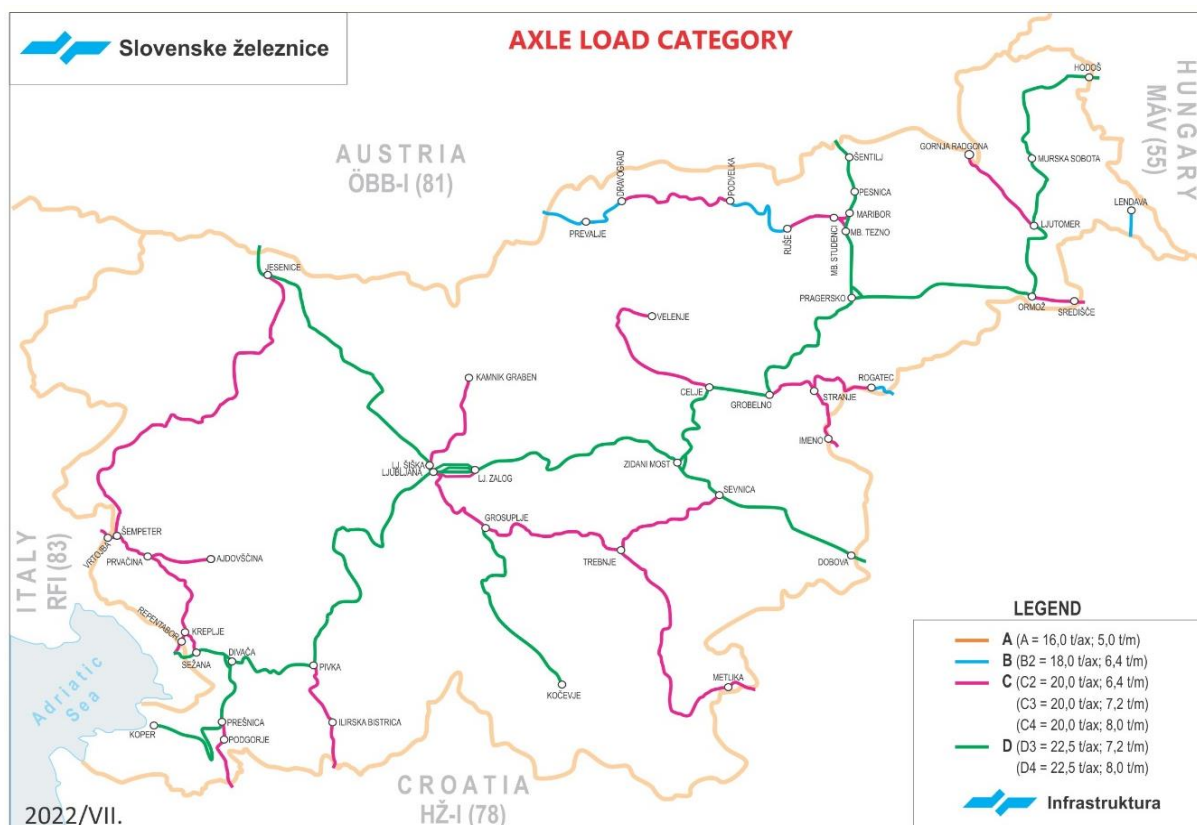 Slovenske železnice
AXLE LOAD CATEGORY
AUSTRIA
ÖBB-I (81)
HUNGARY
MÁV (55)
ITALY
RFI (83)
CROATIA
HŽ-I (78)
Adriatic
Sea
HODOŠ
MURSKA SOBOTA
GORNJA RADGONA
LENDAVA
LJUTOMER
ORMOŽ
SREDIŠČE
ŠENTILJ
PESNICA
MARIBOR
MB. TEZNO
MB. STUDENCI
RUŠE
PODVELKA
DRAVOGRAD
PREVALJE
PRAGERSKO
VELENJE
CELJE
GROBELNO
STRANJE
ROGATEC
IMENO
JESENICE
KAMNIK GRABEN
LJ. ŠIŠKA
LJUBLJANA
LJ. ZALOG
ZIDANI MOST
SEVNICA
GROSUPLJE
TREBNJE
DOBOVA
ŠEMPETER
VRTOJBA
PRVAČINA
AJDOVŠČINA
REPENTABOR
KREPLJE
SEŽANA
DIVAČA
PIVKA
KOČEVJE
METLIKA
PREŠNICA
KOPER
PODGORJE
ILIRSKA BISTRICA
LEGEND
A (A = 16,0 t/ax; 5,0 t/m)
B (B2 = 18,0 t/ax; 6,4 t/m)
C (C2 = 20,0 t/ax; 6,4 t/m)
(C3 = 20,0 t/ax; 7,2 t/m)
(C4 = 20,0 t/ax; 8,0 t/m)
D (D3 = 22,5 t/ax; 7,2 t/m)
(D4 = 22,5 t/ax; 8,0 t/m)
Infrastruktura
2022/VII.